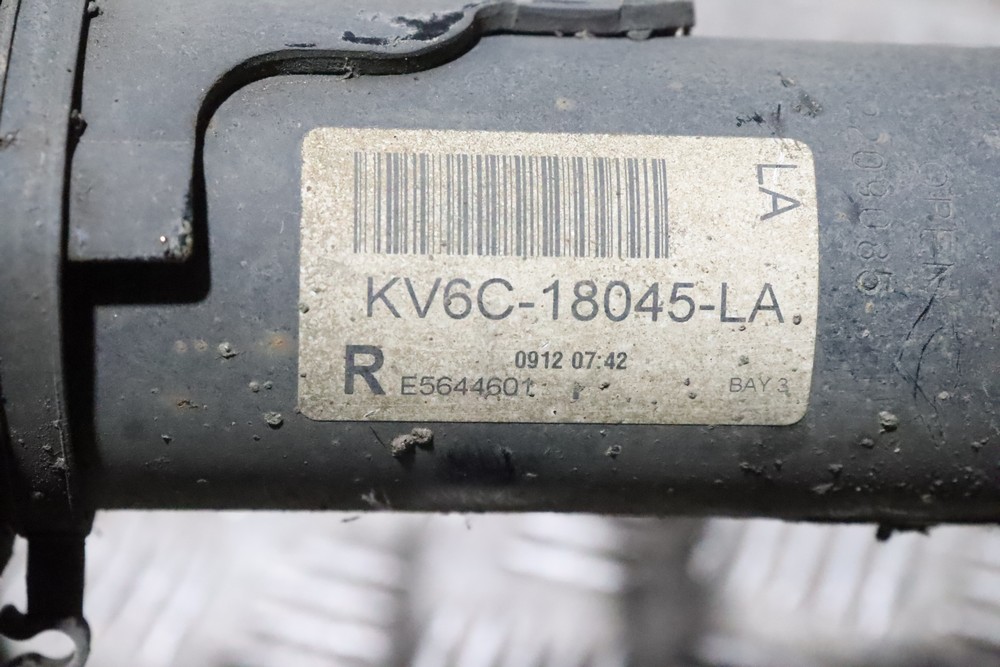 LA
KV6C-18045-LA
R
0912 07:42
E5644601
BAY 3